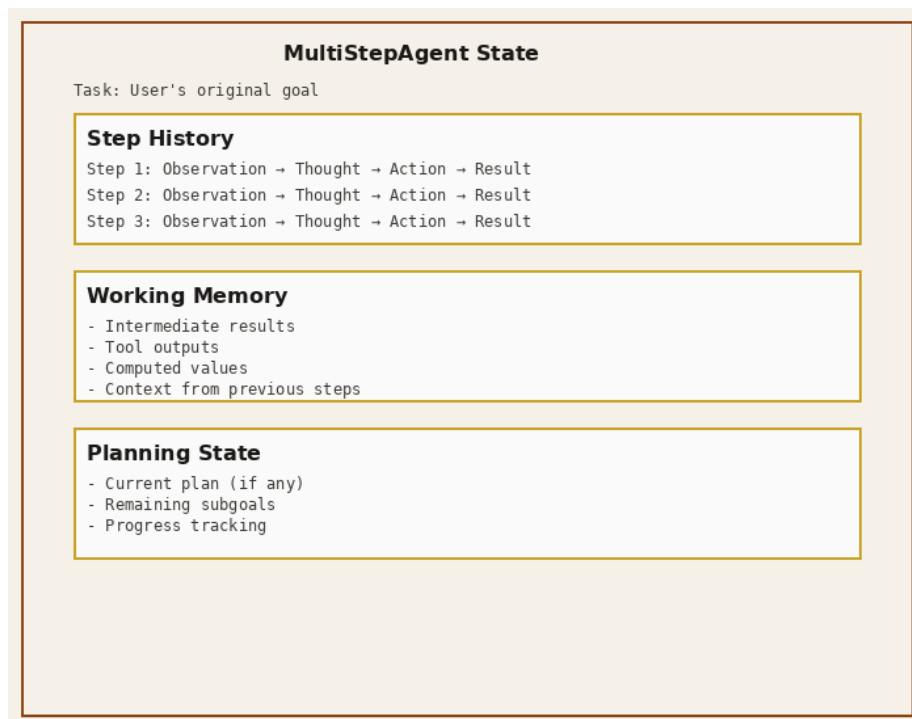 MultiStepAgent State
Task: User's original goal
Step History
Step 1: Observation → Thought → Action → Result
Step 2: Observation → Thought → Action → Result
Step 3: Observation → Thought → Action → Result
Working Memory
- Intermediate results
- Tool outputs
- Computed values
- Context from previous steps
Planning State
- Current plan (if any)
- Remaining subgoals
- Progress tracking